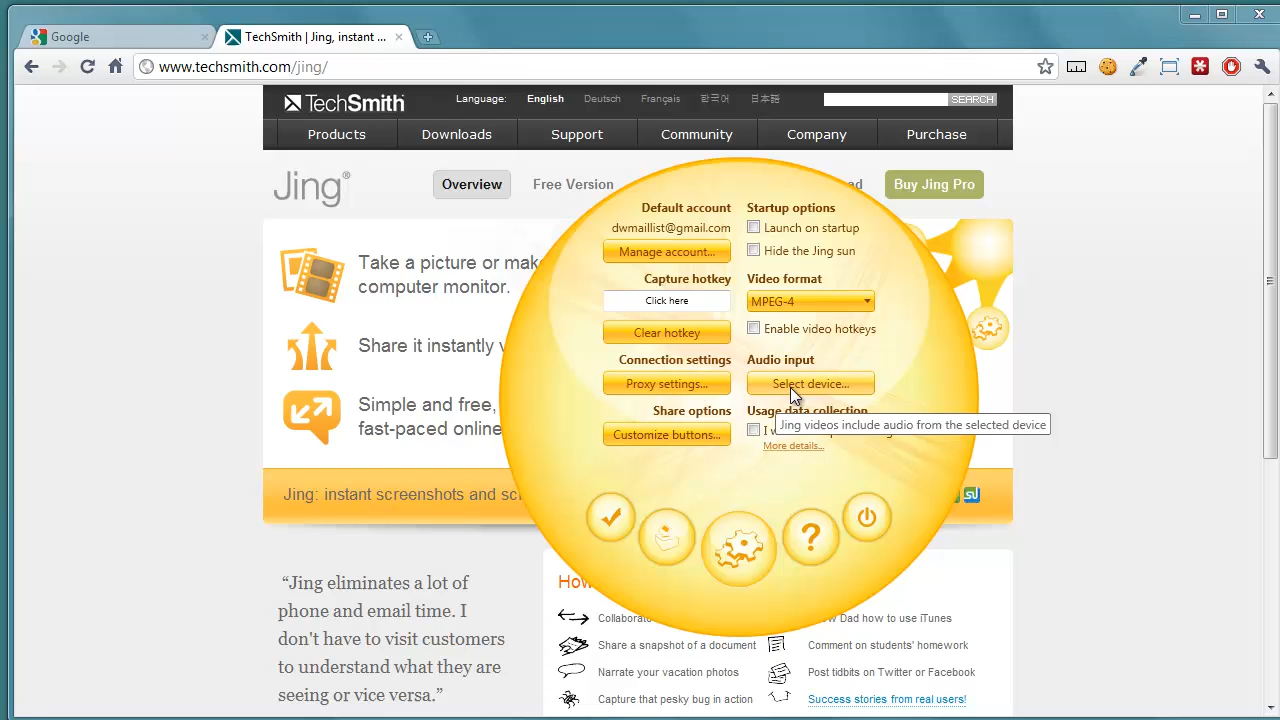 Google
TechSmith | Jing, instant ...
www.techsmith.com/jing/
TechSmith
Language: English Deutsch Français 한국어 日本語
SEARCH
Products Downloads Support Community Company Purchase
Jing®
Overview Free Version ad Buy Jing Pro
Take a picture or make
computer monitor.
Share it instantly v
Simple and free,
fast-paced online
Default account
dwmaillist@gmail.com
Manage account...
Capture hotkey
Click here
Clear hotkey
Connection settings
Proxy settings...
Share options
Customize buttons...
Startup options
Launch on startup
Hide the Jing sun
Video format
MPEG-4
Enable video hotkeys
Audio input
Select device...
Usage data collection
Jing videos include audio from the selected device
I
More details...
?
Jing: instant screenshots and
“Jing eliminates a lot of
phone and email time. I
don't have to visit customers
to understand what they are
seeing or vice versa.”
How
Collaborat
Share a snapshot of a document
Narrate your vacation photos
Capture that pesky bug in action
Dad how to use iTunes
Comment on students' homework
Post tidbits on Twitter or Facebook
Success stories from real users!